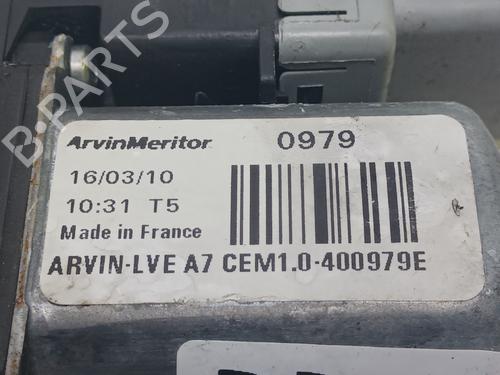 B-PARTS
ArvinMeritor 0979
16/03/10
10:31 T5
Made in France
ARVIN-LVE A7 CEM1.0-400979E